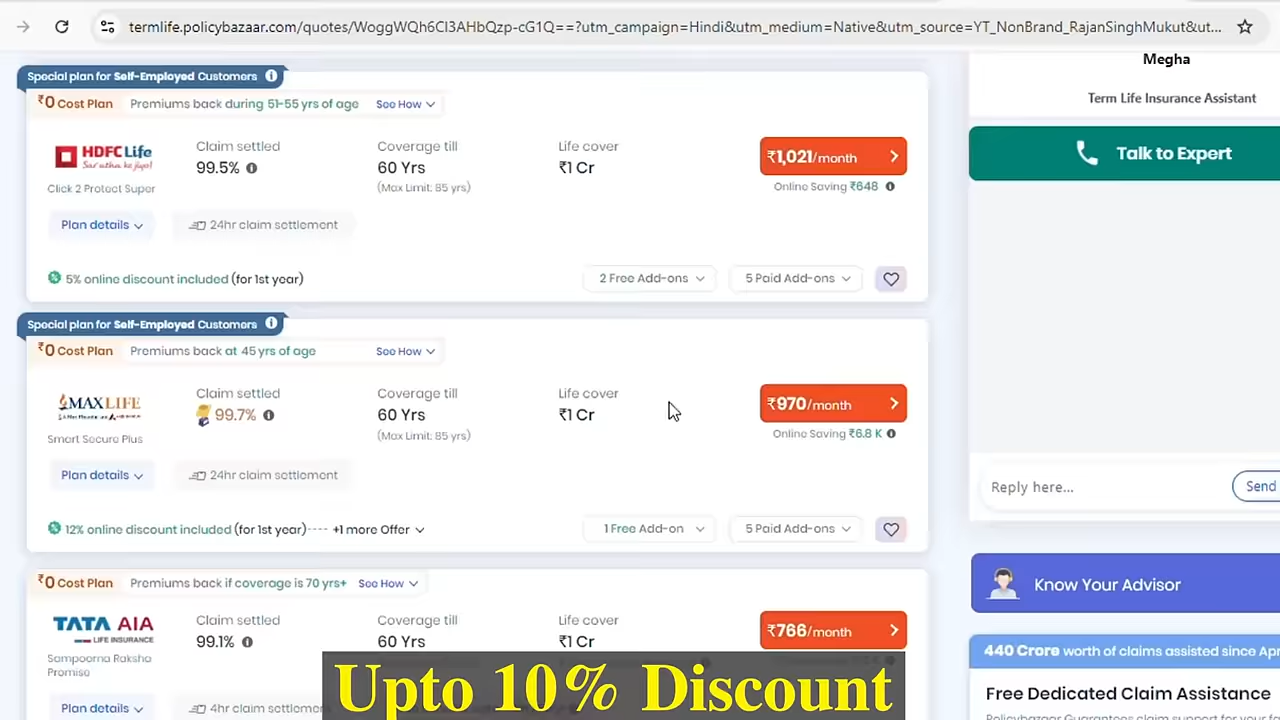 termlife.policybazaar.com/quotes/WoggWQh6CI3AHbQzp-cG1Q==?utm_campaign=Hindi&utm_medium=Native&utm_source=YT_NonBrand_RajanSinghMukut&ut...
Megha
Term Life Insurance Assistant
Talk to Expert
Special plan for Self-Employed Customers
₹0 Cost Plan Premiums back during 51-55 yrs of age See How
HDFC Life
Sar utha ke jiyo!
Click 2 Protect Super
Claim settled
99.5%
Coverage till
60 Yrs
(Max Limit: 85 yrs)
Life cover
₹1 Cr
₹1,021/month
Online Saving ₹648
Plan details
24hr claim settlement
5% online discount included (for 1st year)
2 Free Add-ons
5 Paid Add-ons
Special plan for Self-Employed Customers
₹0 Cost Plan Premiums back at 45 yrs of age See How
MAX LIFE
Smart Secure Plus
Claim settled
99.7%
Coverage till
60 Yrs
(Max Limit: 85 yrs)
Life cover
₹1 Cr
₹970/month
Online Saving ₹6.8 K
Plan details
24hr claim settlement
12% online discount included (for 1st year)---- +1 more Offer
1 Free Add-on
5 Paid Add-ons
₹0 Cost Plan Premiums back if coverage is 70 yrs+ See How
TATA AIA
LIFE INSURANCE
Sampoorna Raksha
Promise
Claim settled
99.1%
Coverage till
60 Yrs
Life cover
₹1 Cr
₹766/month
Plan details
4hr claim settlement
Upto 10% Discount
Reply here...
Send
Know Your Advisor
440 Crore worth of claims assisted since Apr
Free Dedicated Claim Assistance